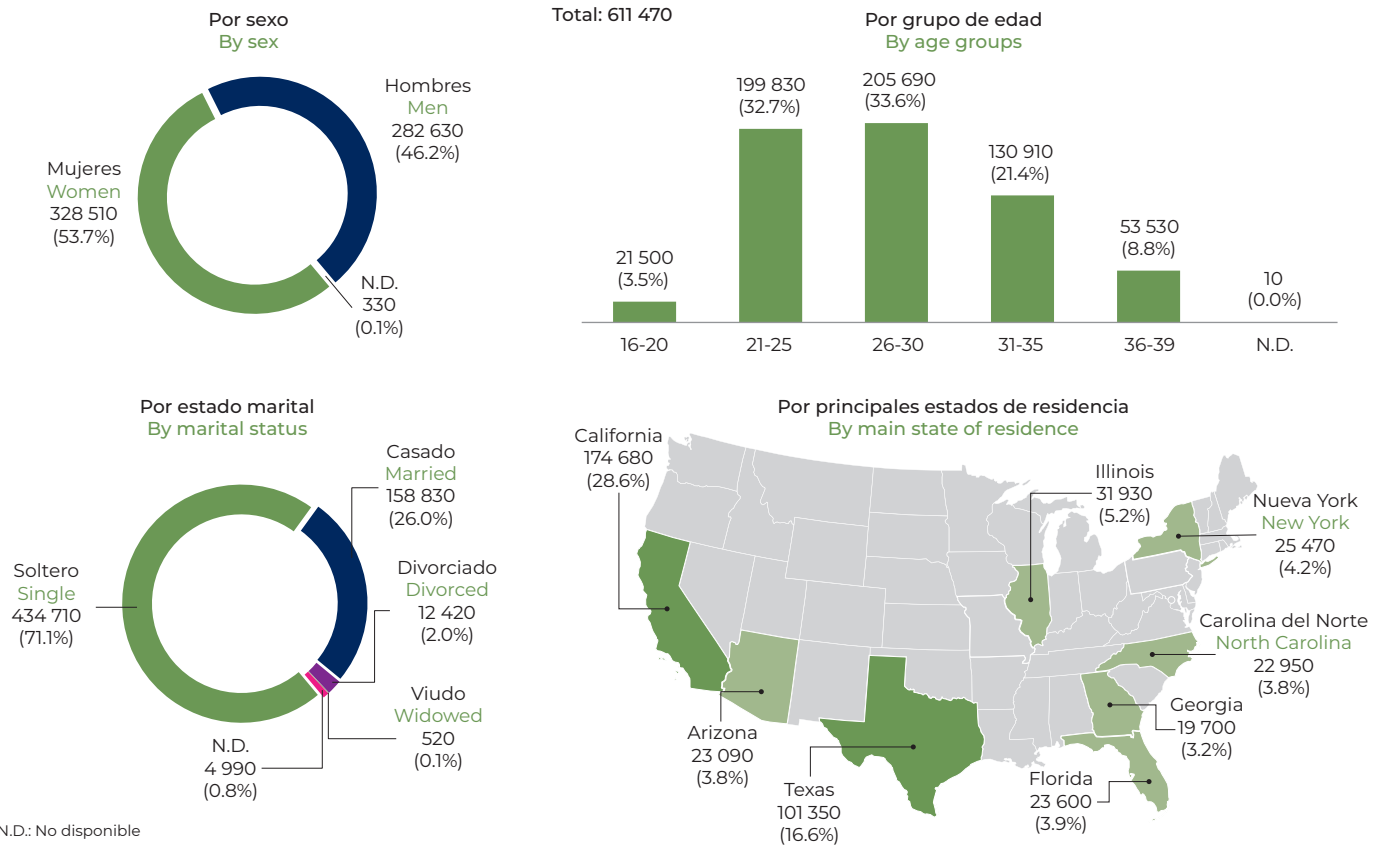 Total: 611 470
Por sexo
By sex
Hombres
Men
282 630
(46.2%)
Mujeres
Women
328 510
(53.7%)
N.D.
330
(0.1%)
Por grupo de edad
By age groups
21 500
(3.5%)
199 830
(32.7%)
205 690
(33.6%)
130 910
(21.4%)
53 530
(8.8%)
10
(0.0%)
16-20
21-25
26-30
31-35
36-39
N.D.
Por estado marital
By marital status
Casado
Married
158 830
(26.0%)
Soltero
Single
434 710
(71.1%)
Divorciado
Divorced
12 420
(2.0%)
Viudo
Widowed
520
(0.1%)
N.D.
4 990
(0.8%)
Por principales estados de residencia
By main state of residence
California
174 680
(28.6%)
Illinois
31 930
(5.2%)
Nueva York
New York
25 470
(4.2%)
Carolina del Norte
North Carolina
22 950
(3.8%)
Georgia
19 700
(3.2%)
Arizona
23 090
(3.8%)
Texas
101 350
(16.6%)
Florida
23 600
(3.9%)
N.D.: No disponible